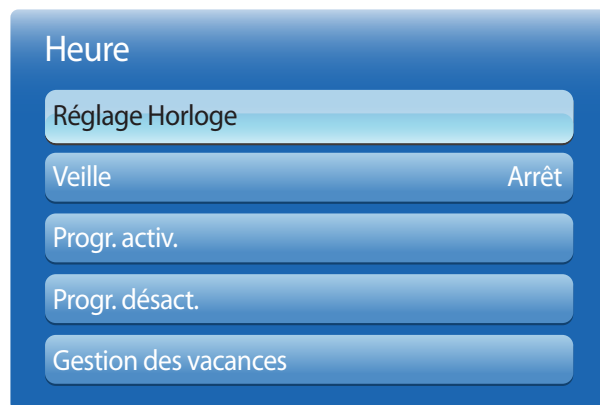 Heure
Réglage Horloge
Veille Arrêt
Progr. activ.
Progr. désact.
Gestion des vacances